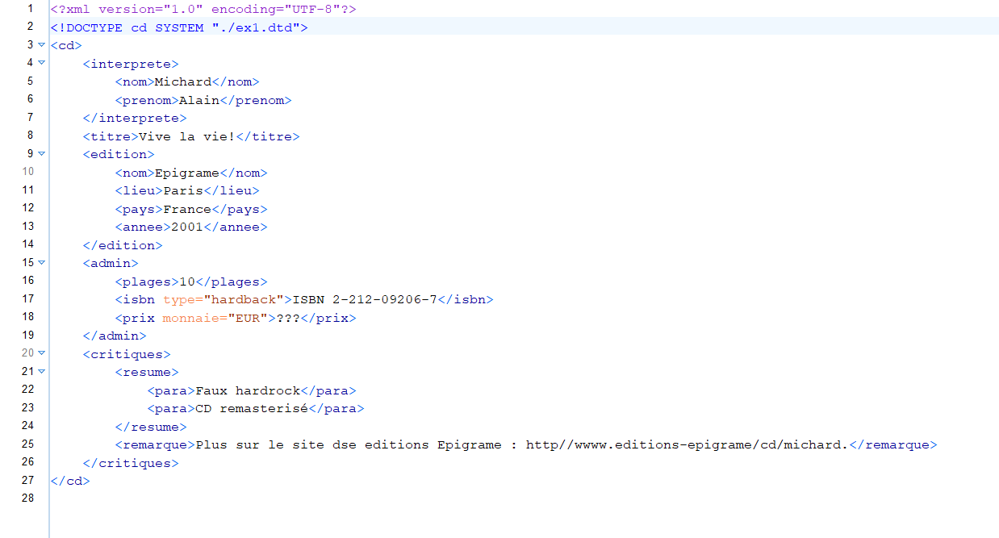 1 <?xml version="1.0" encoding="UTF-8"?>
2 <!DOCTYPE cd SYSTEM "./ex1.dtd">
3 <cd>
4     <interprete>
5         <nom>Michard</nom>
6         <prenom>Alain</prenom>
7     </interprete>
8     <titre>Vive la vie!</titre>
9     <edition>
10         <nom>Epigrame</nom>
11         <lieu>Paris</lieu>
12         <pays>France</pays>
13         <annee>2001</annee>
14     </edition>
15     <admin>
16         <plages>10</plages>
17         <isbn type="hardback">ISBN 2-212-09206-7</isbn>
18         <prix monnaie="EUR">???</prix>
19     </admin>
20     <critiques>
21         <resume>
22             <para>Faux hardrock</para>
23             <para>CD remasterisé</para>
24         </resume>
25         <remarque>Plus sur le site dse editions Epigrame : http//wwww.editions-epigrame/cd/michard.</remarque>
26     </critiques>
27 </cd>
28